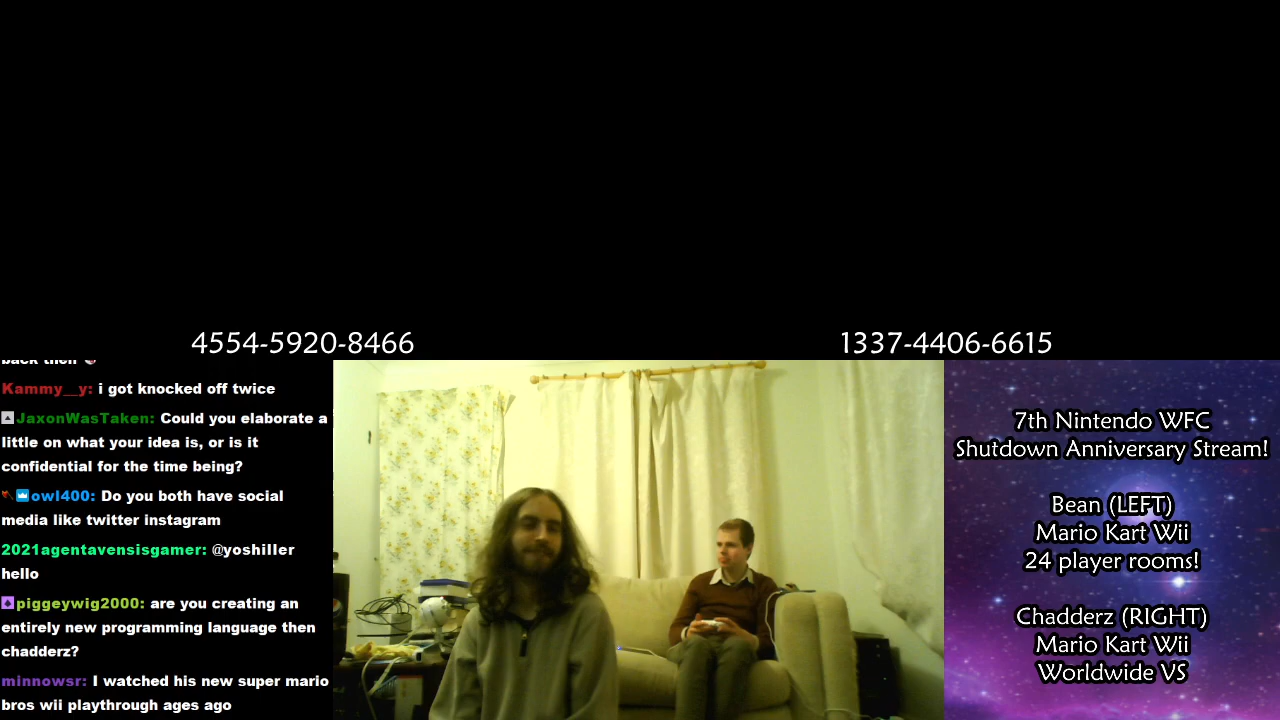 4554-5920-8466
1337-4406-6615
back then
Kammy__y: i got knocked off twice
JaxonWasTaken: Could you elaborate a
little on what your idea is, or is it
confidential for the time being?
owl400: Do you both have social
media like twitter instagram
2021agentavensisgamer: @yoshiller
hello
piggeywig2000: are you creating an
entirely new programming language then
chadderz?
minnowsr: I watched his new super mario
bros wii playthrough ages ago
7th Nintendo WFC
Shutdown Anniversary Stream!
Bean (LEFT)
Mario Kart Wii
24 player rooms!
Chadderz (RIGHT)
Mario Kart Wii
Worldwide VS